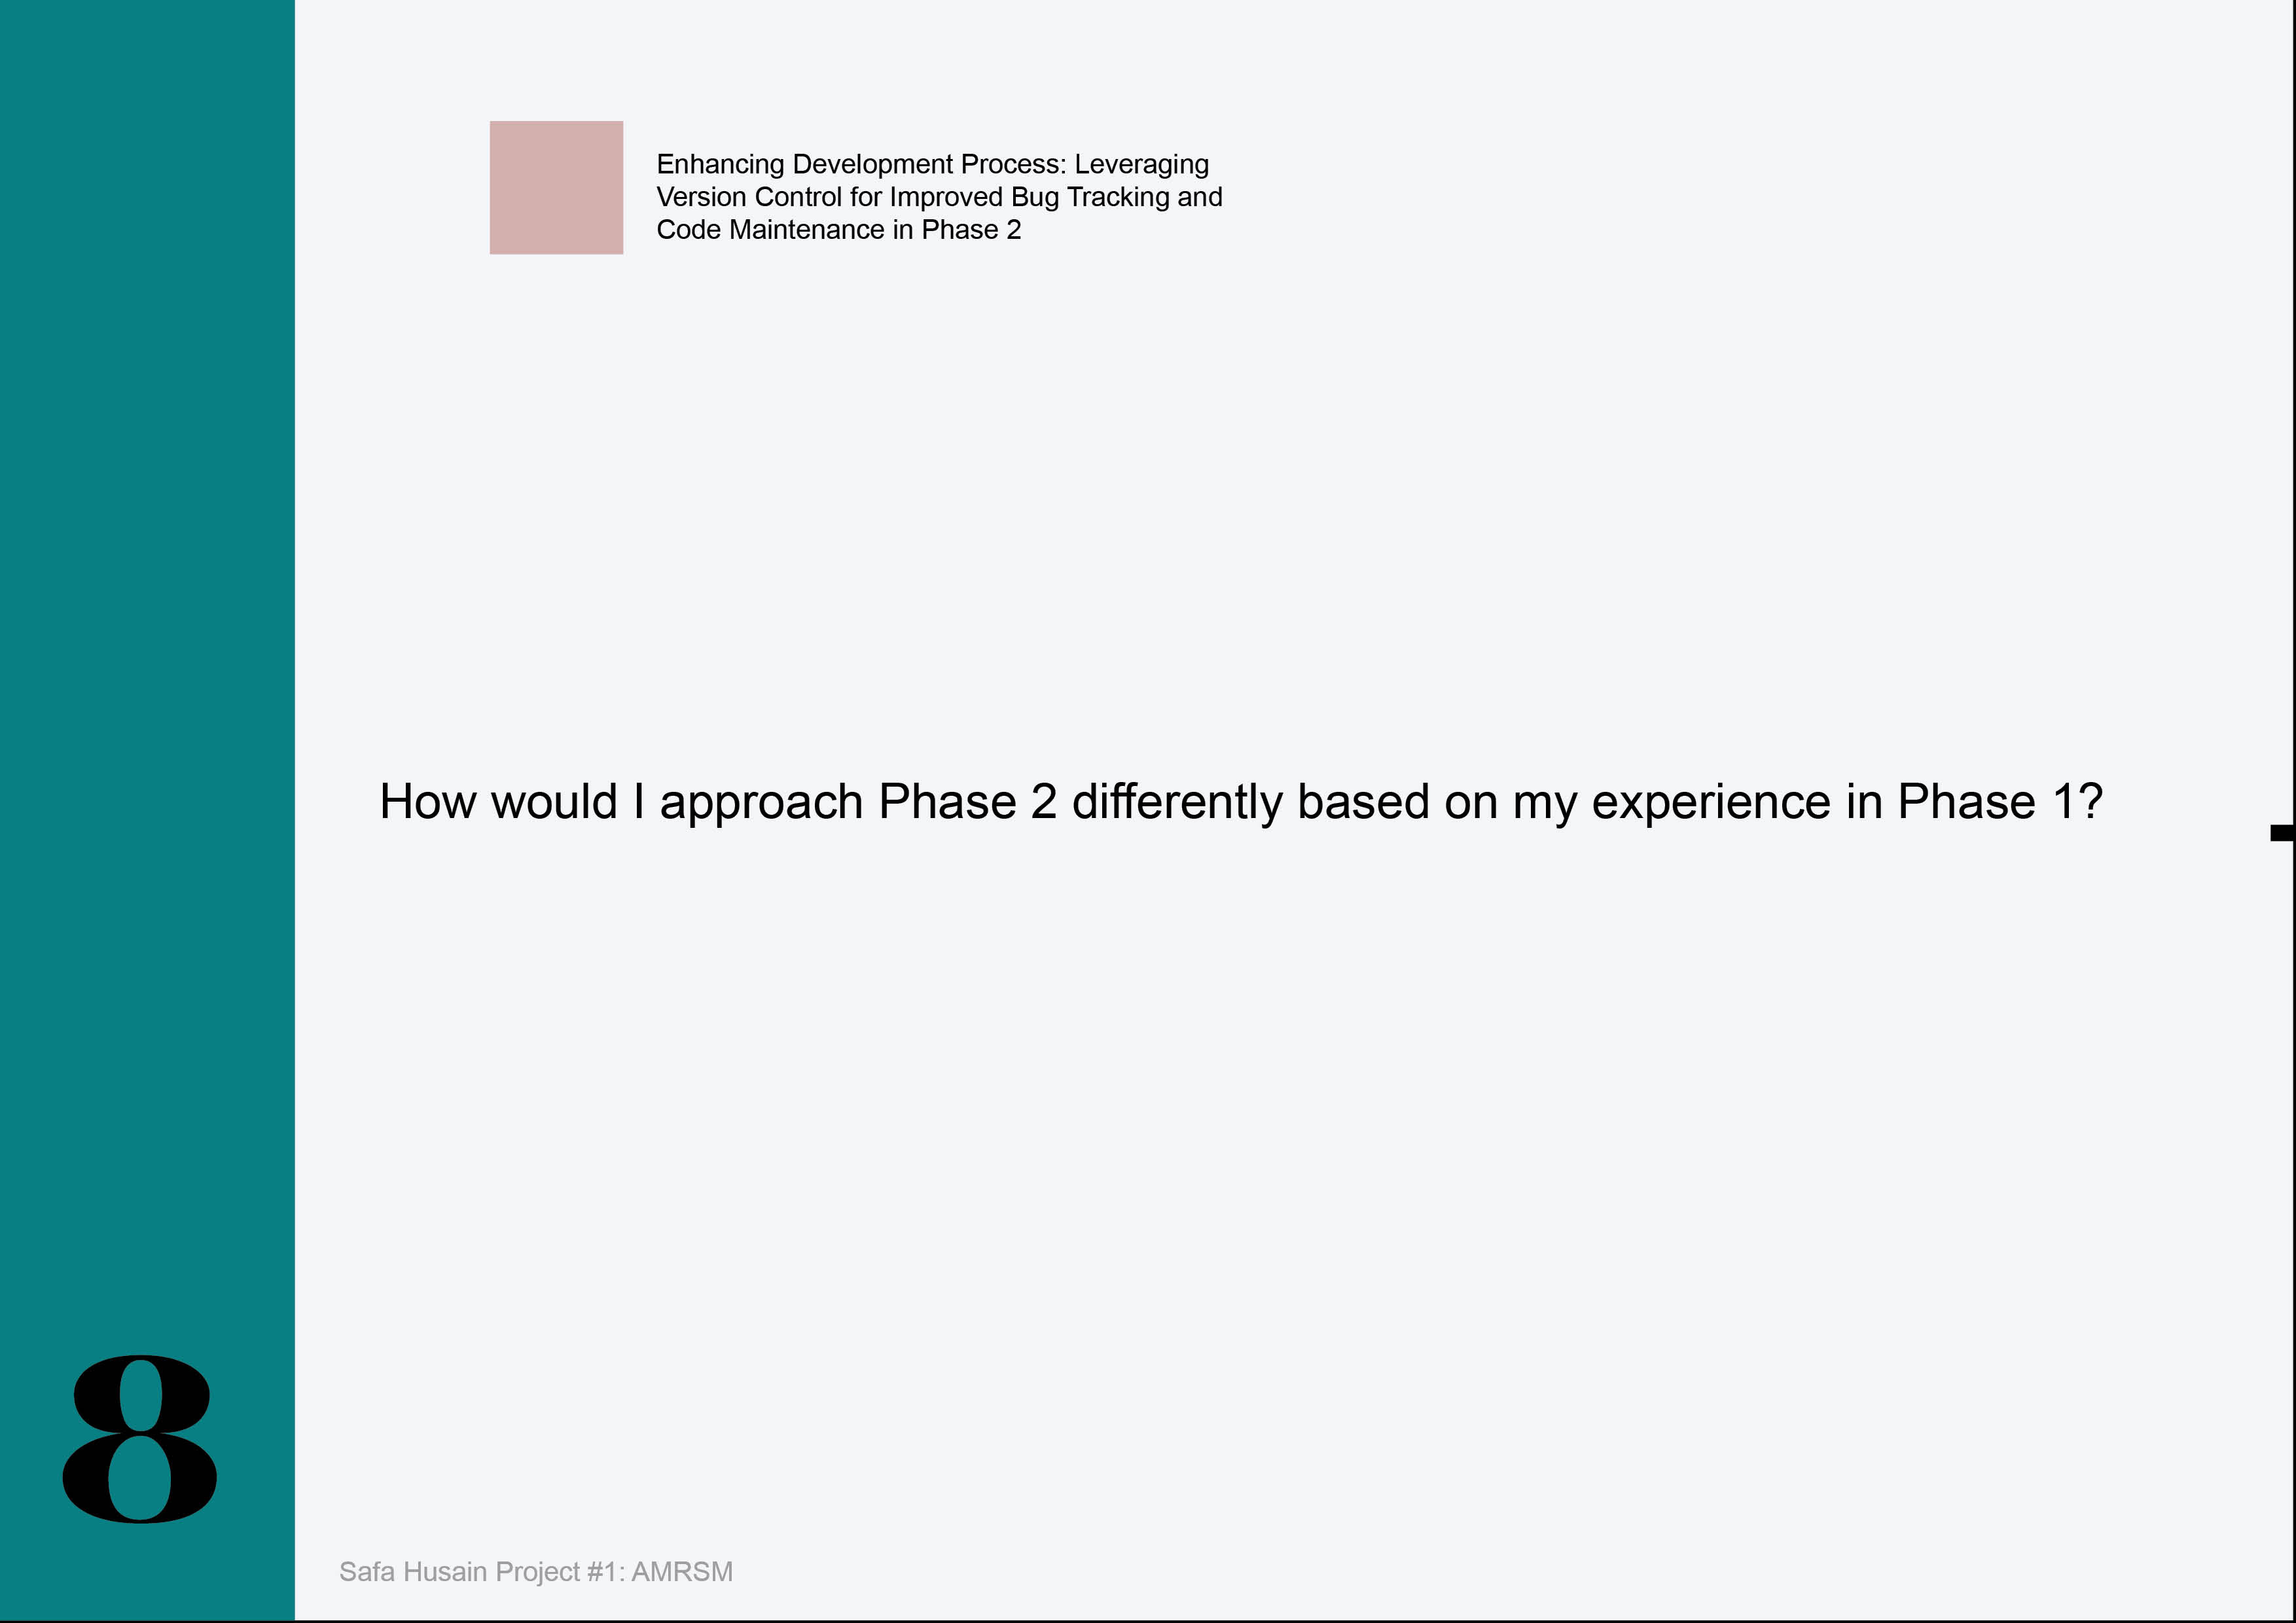 Enhancing Development Process: Leveraging
Version Control for Improved Bug Tracking and
Code Maintenance in Phase 2
How would I approach Phase 2 differently based on my experience in Phase 1?
8
Safa Husain Project #1: AMRSM